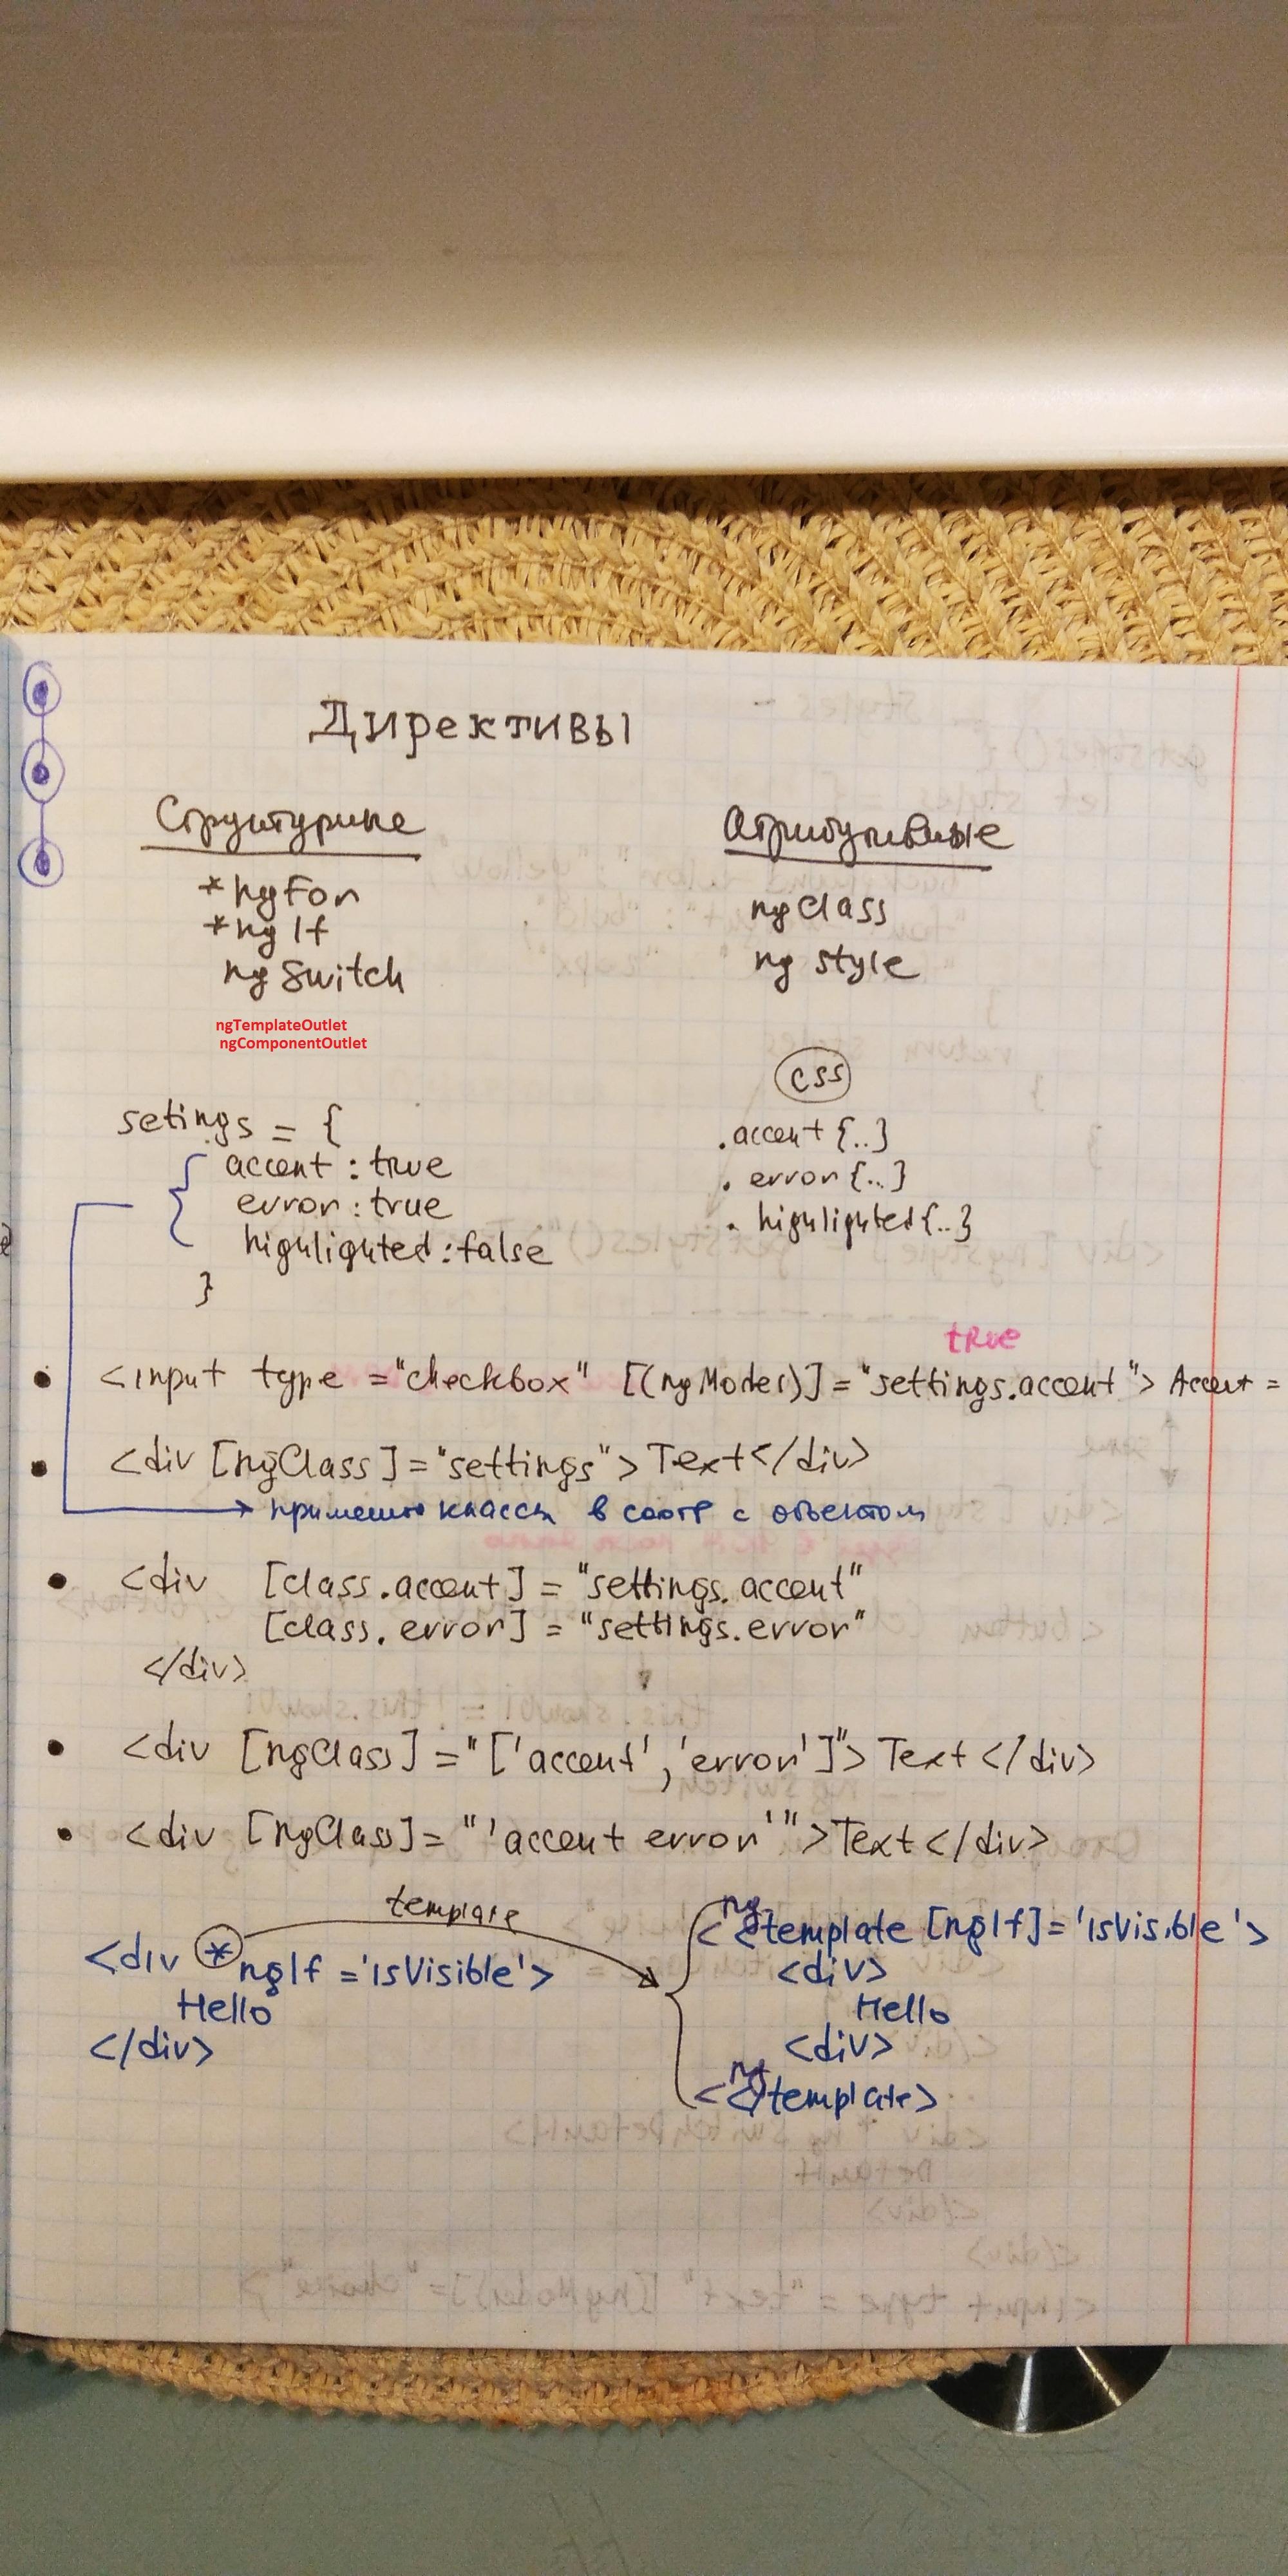 Директивы
Структурные
*ngFor
*ngIf
ngSwitch
ngTemplateOutlet
ngComponentOutlet
Атрибутивные
ngClass
ng style
css
.accent {..}
. error {..}
. highlighted {..}
setings = {
accent : true
error : true
highlighted : false
}
true
<input type = "checkbox" [(ngModel)] = "settings.accent"> Accent =
<div [ngClass] = "settings"> Text </div>
классы в соотв с объектом
<div [class.accent] = "settings.accent"
[class.error] = "settings.error"
</div>
<div [ngClass] = "['accent', 'error']"> Text </div>
<div [ngClass] = "'accent error'"> Text </div>
template
<div *ngIf = 'isVisible'>
Hello
</div>
<ng template [ngIf] = 'isVisible'>
<div>
Hello
<div>
</ng template>